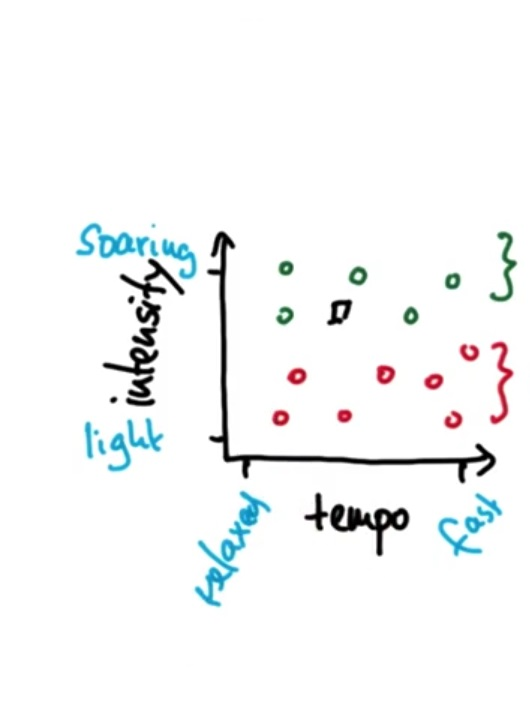 Soaring
intensity
light
relaxed
tempo
fast